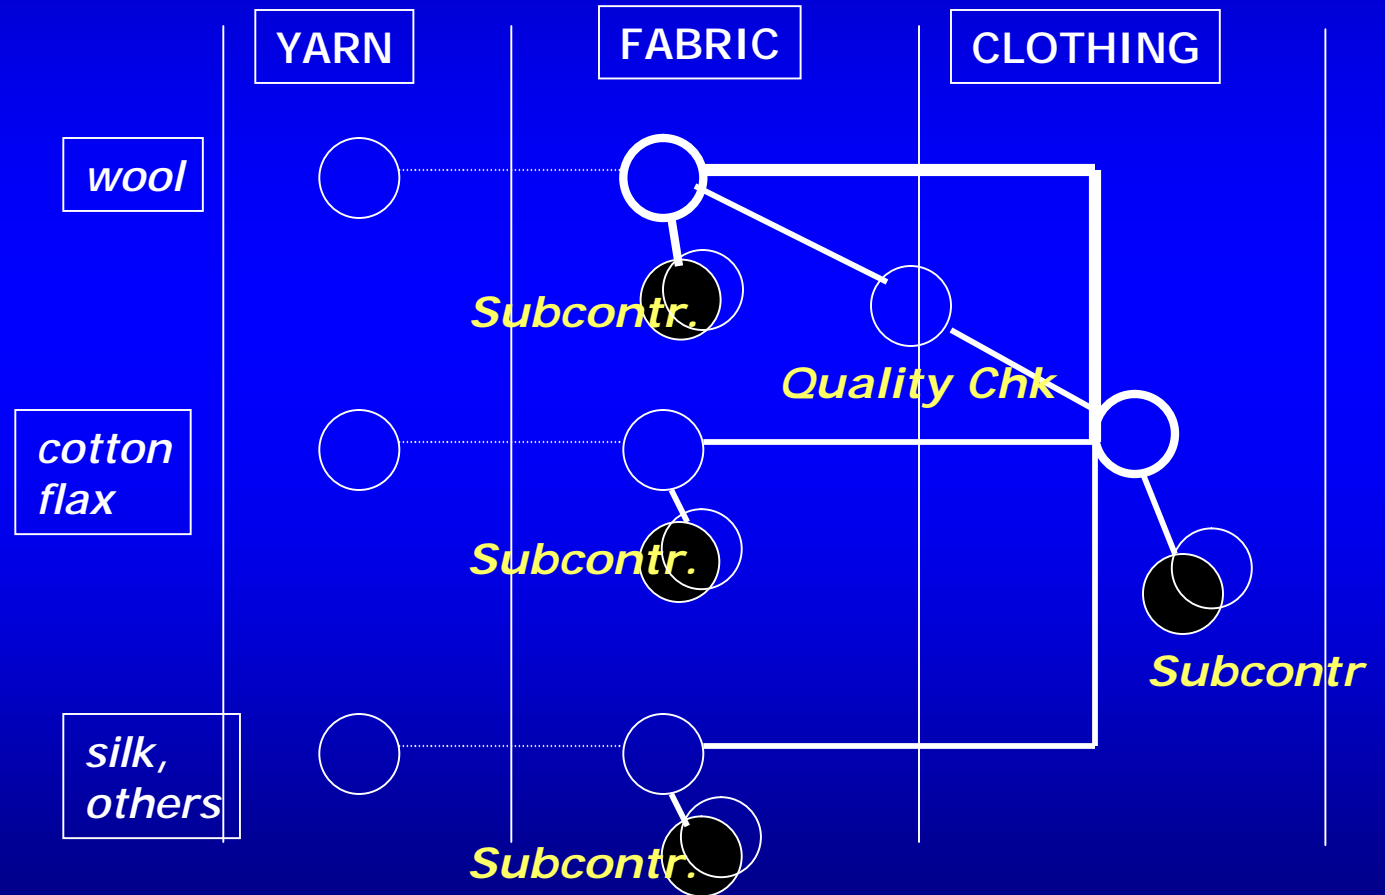 YARN
FABRIC
CLOTHING
wool
Subcontr.
Quality Chk
cotton
flax
Subcontr.
Subcontr
silk,
others
Subcontr.